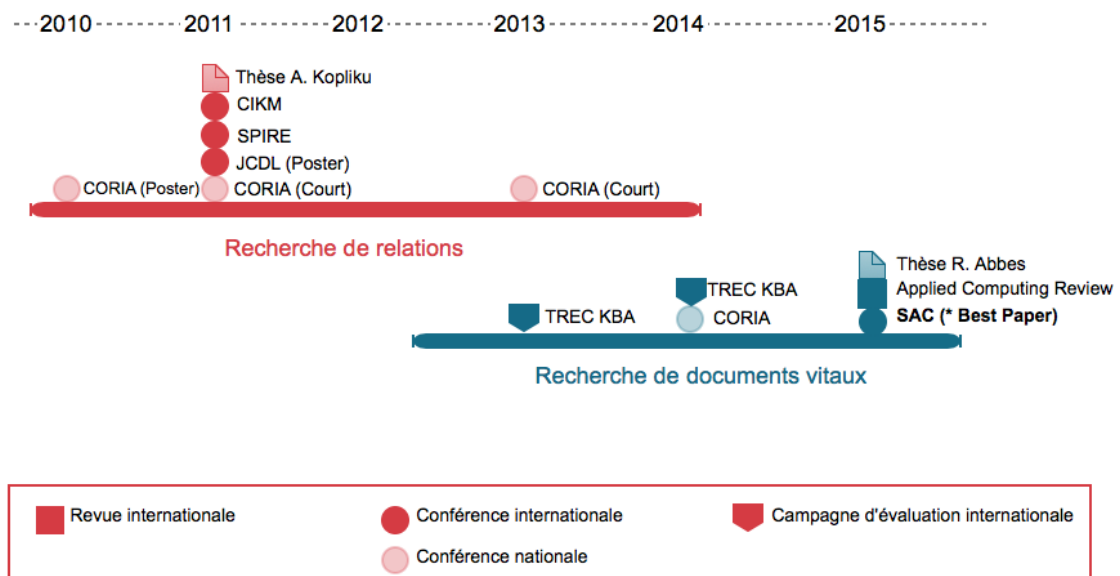 2010 2011 2012 2013 2014 2015
Thèse A. Kopliku
CIKM
SPIRE
JCDL (Poster)
CORIA (Poster) CORIA (Court) CORIA (Court)
Recherche de relations
Thèse R. Abbes
TREC KBA Applied Computing Review
TREC KBA CORIA SAC (* Best Paper)
Recherche de documents vitaux
Revue internationale Conférence internationale Campagne d'évaluation internationale
Conférence nationale